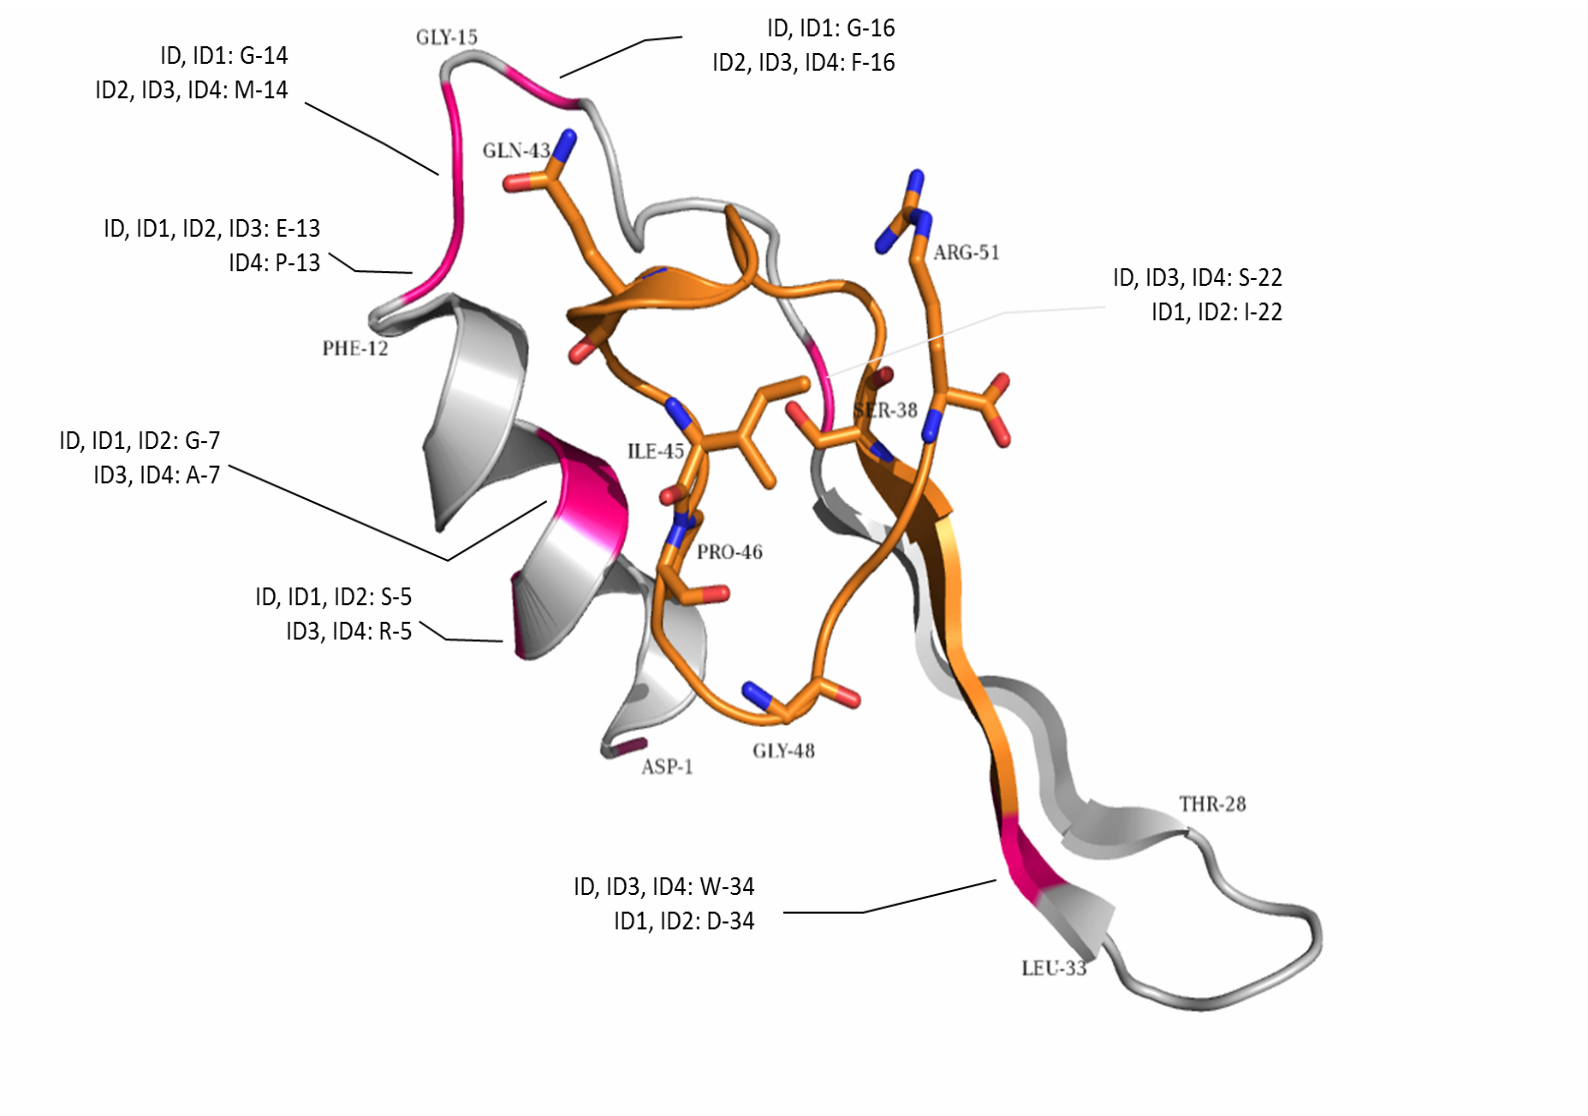 GLY-15
ID, ID1: G-16
ID2, ID3, ID4: F-16
ID, ID1: G-14
ID2, ID3, ID4: M-14
GLN-43
ID, ID1, ID2, ID3: E-13
ID4: P-13
ARG-51
ID, ID3, ID4: S-22
ID1, ID2: I-22
PHE-12
SER-38
ID, ID1, ID2: G-7
ID3, ID4: A-7
ILE-45
PRO-46
ID, ID1, ID2: S-5
ID3, ID4: R-5
GLY-48
ASP-1
THR-28
ID, ID3, ID4: W-34
ID1, ID2: D-34
LEU-33